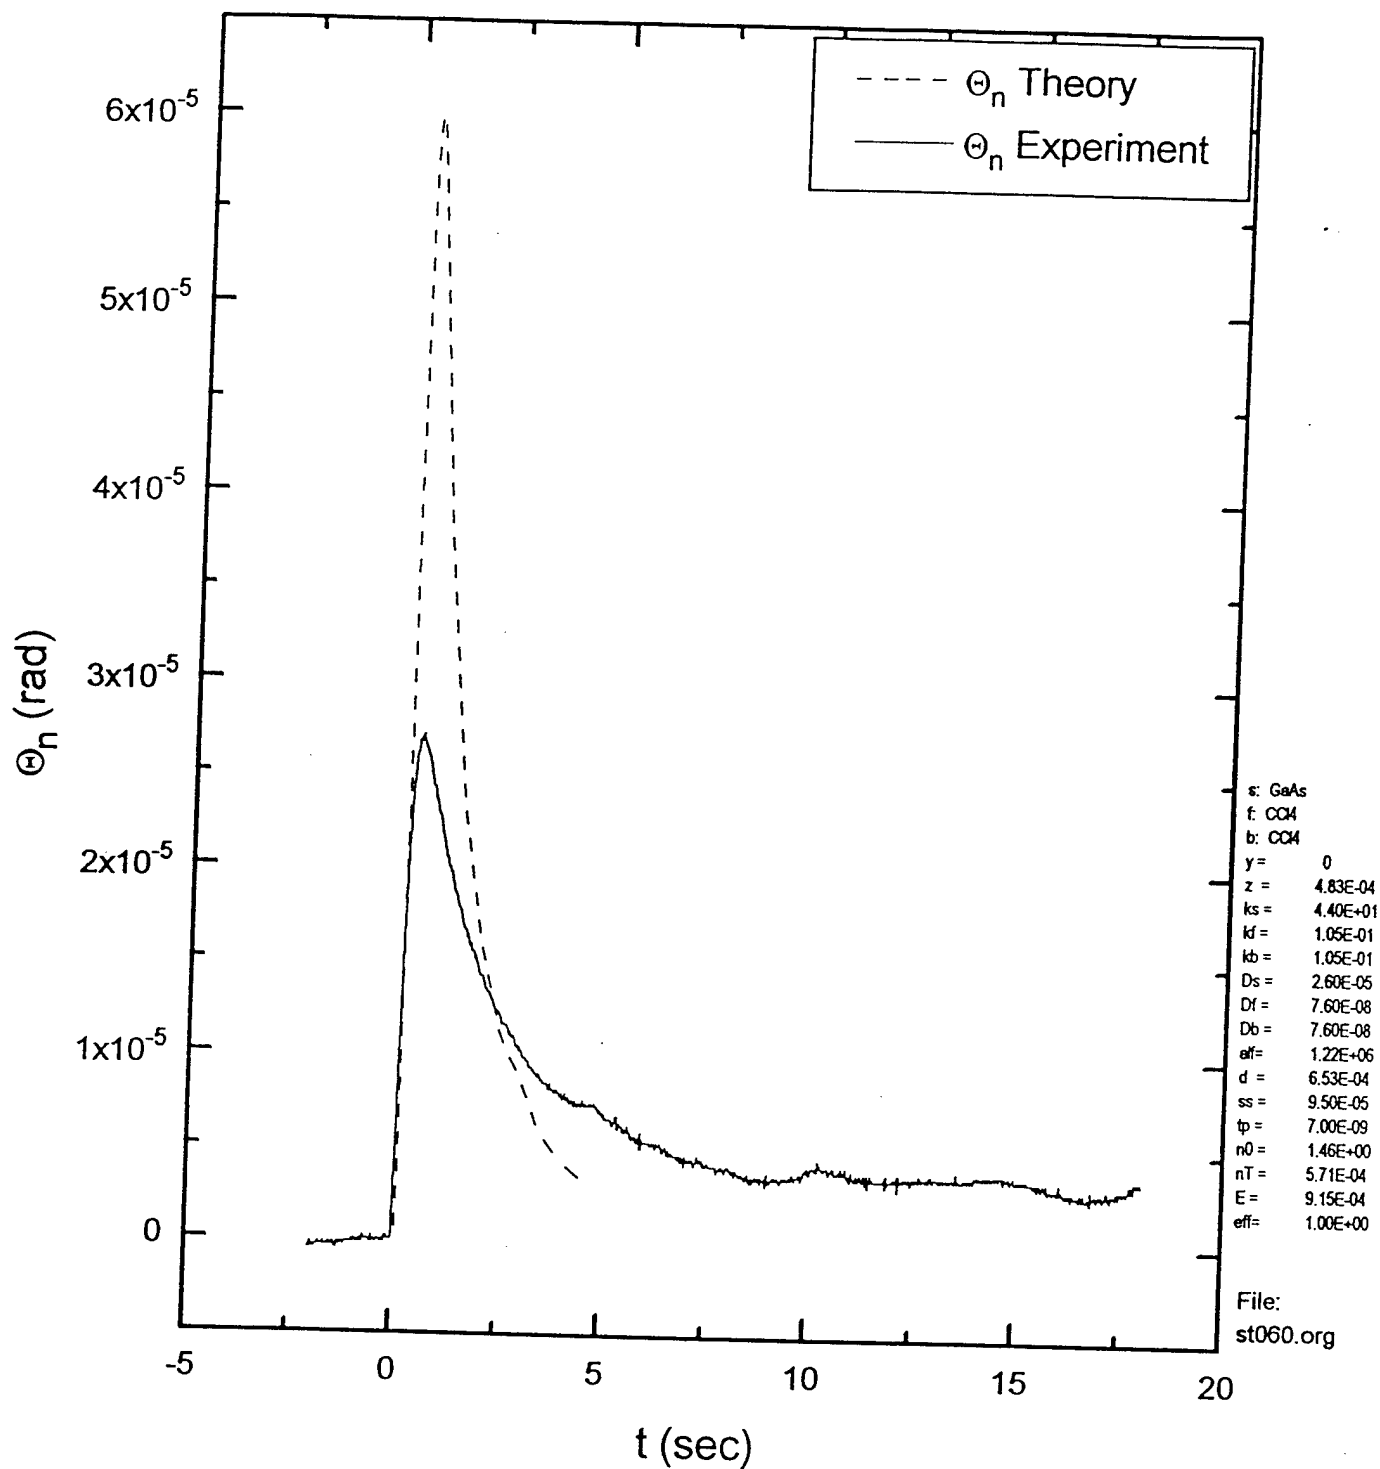 Θn Theory
Θn Experiment
6x10-5
5x10-5
4x10-5
3x10-5
2x10-5
1x10-5
0
Θn (rad)
-5 0 5 10 15 20
t (sec)
s: GaAs
f: CCl4
b: CCl4
y = 0
z = 4.83E-04
ks = 4.40E+01
kf = 1.05E-01
kb = 1.05E-01
Ds = 2.60E-05
Df = 7.60E-08
Db = 7.60E-08
alf= 1.22E+06
d = 6.53E-04
ss = 9.50E-05
tp = 7.00E-09
n0 = 1.46E+00
nT = 5.71E-04
E = 9.15E-04
eff= 1.00E+00
File:
st060.org